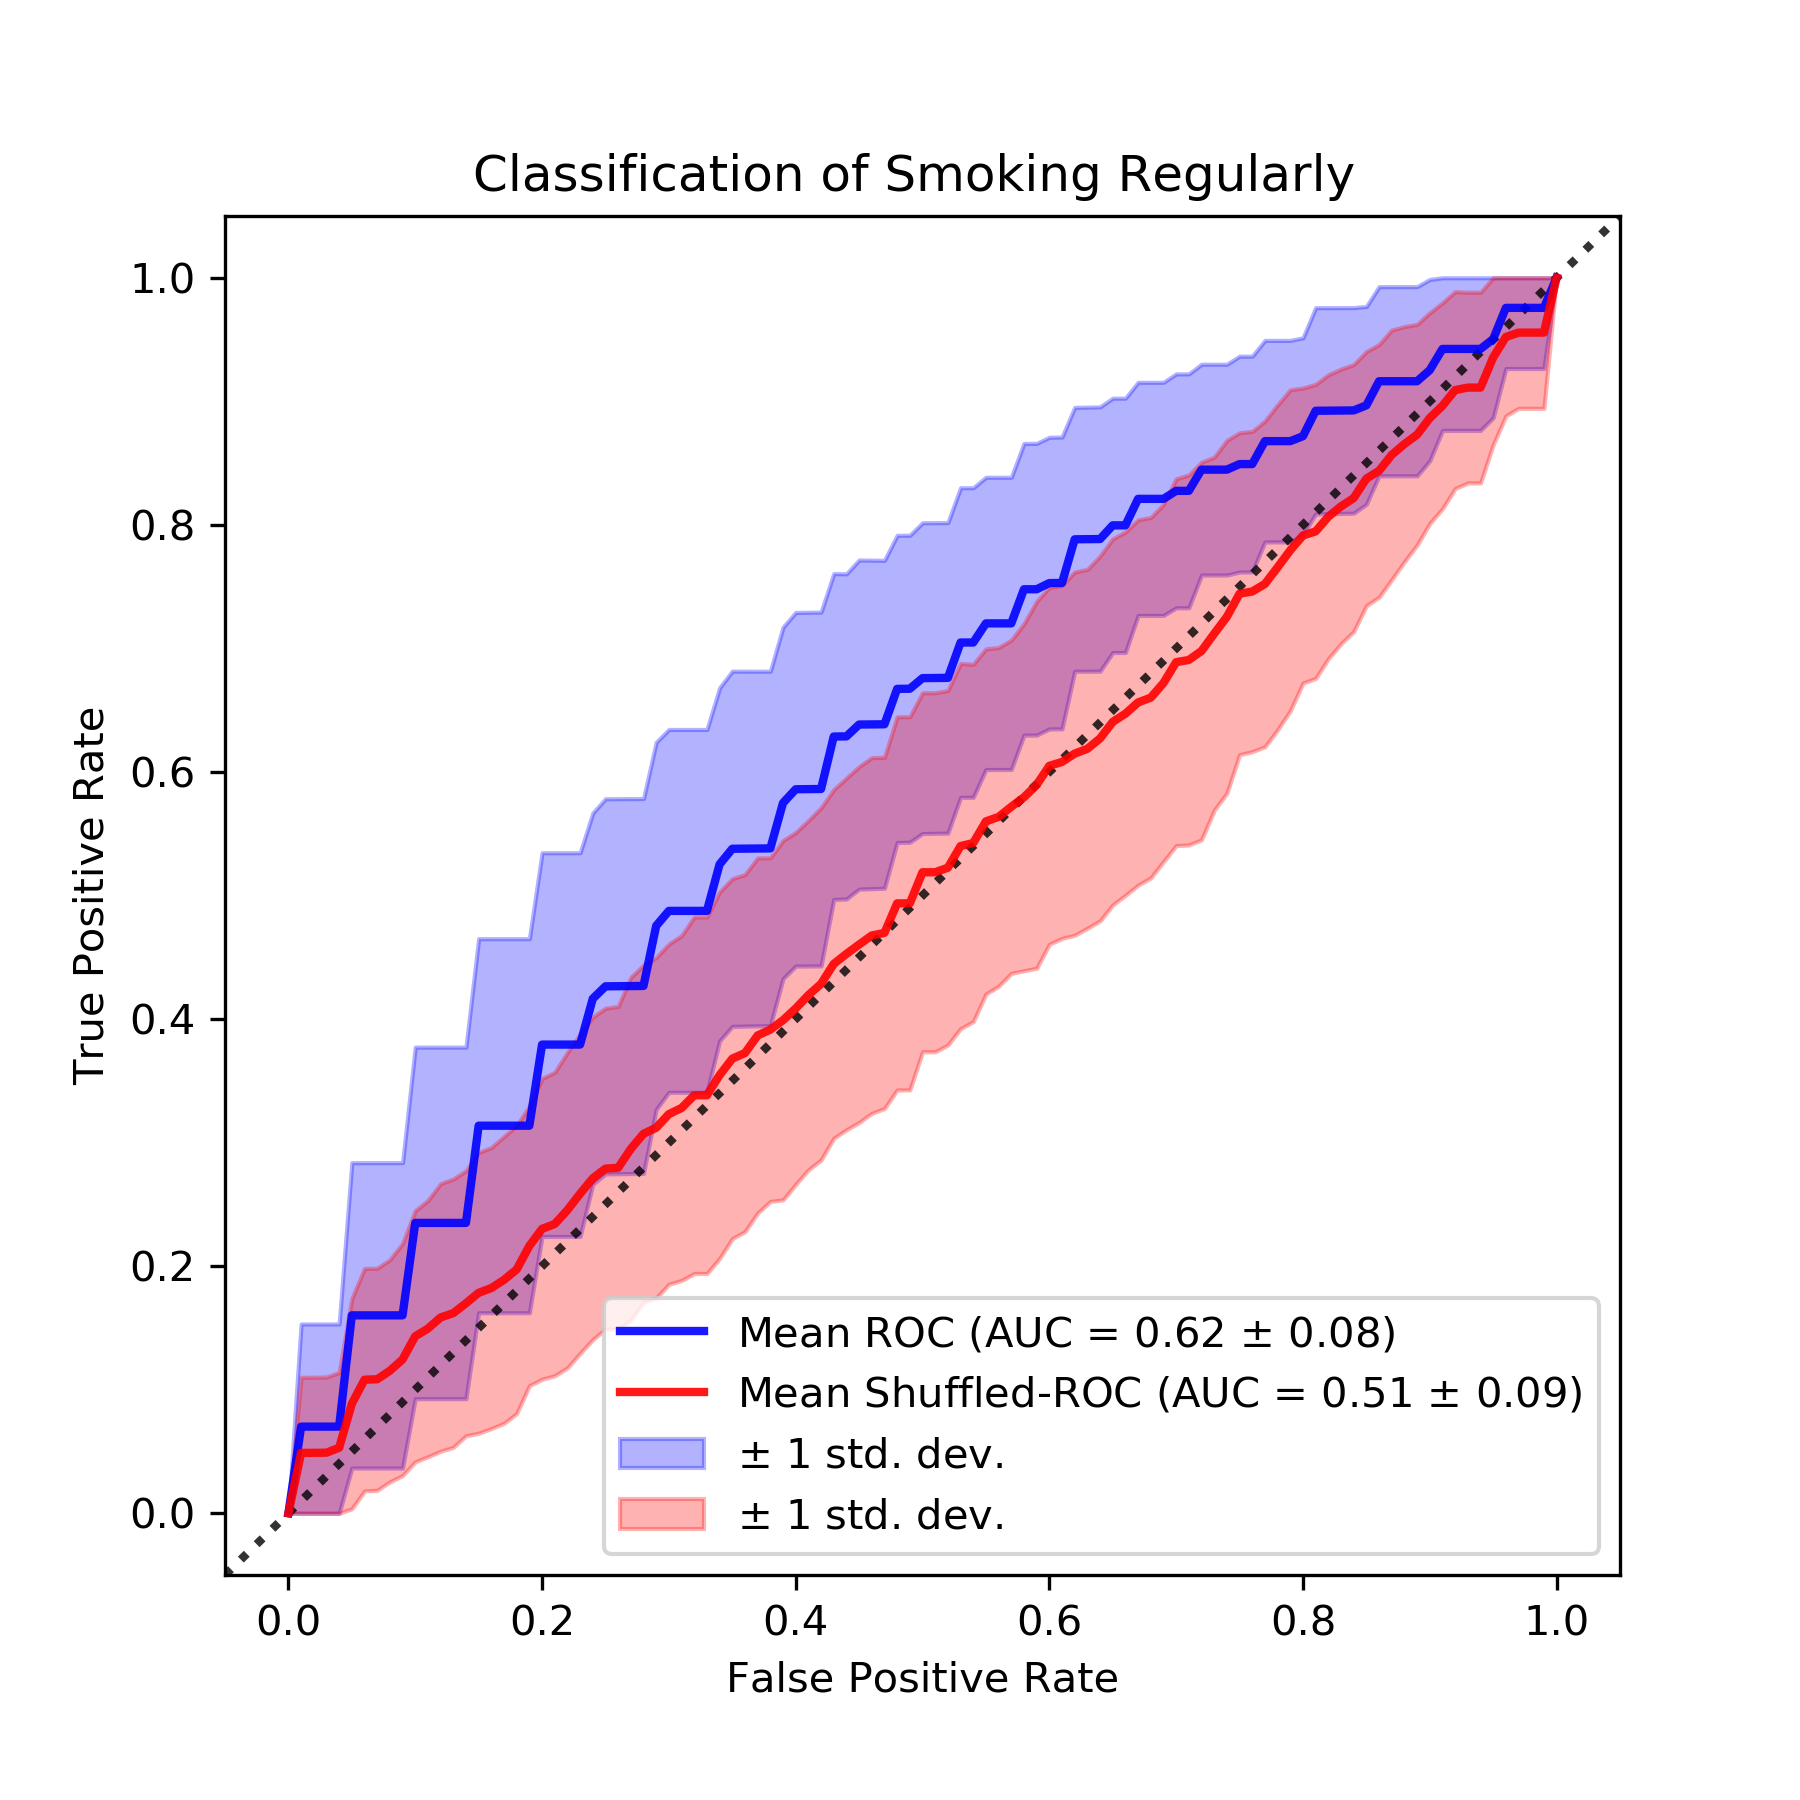 Classification of Smoking Regularly
1.0
0.8
0.6
0.4
0.2
0.0
True Positive Rate
Mean ROC (AUC = 0.62 ± 0.08)
Mean Shuffled-ROC (AUC = 0.51 ± 0.09)
± 1 std. dev.
± 1 std. dev.
0.0 0.2 0.4 0.6 0.8 1.0
False Positive Rate